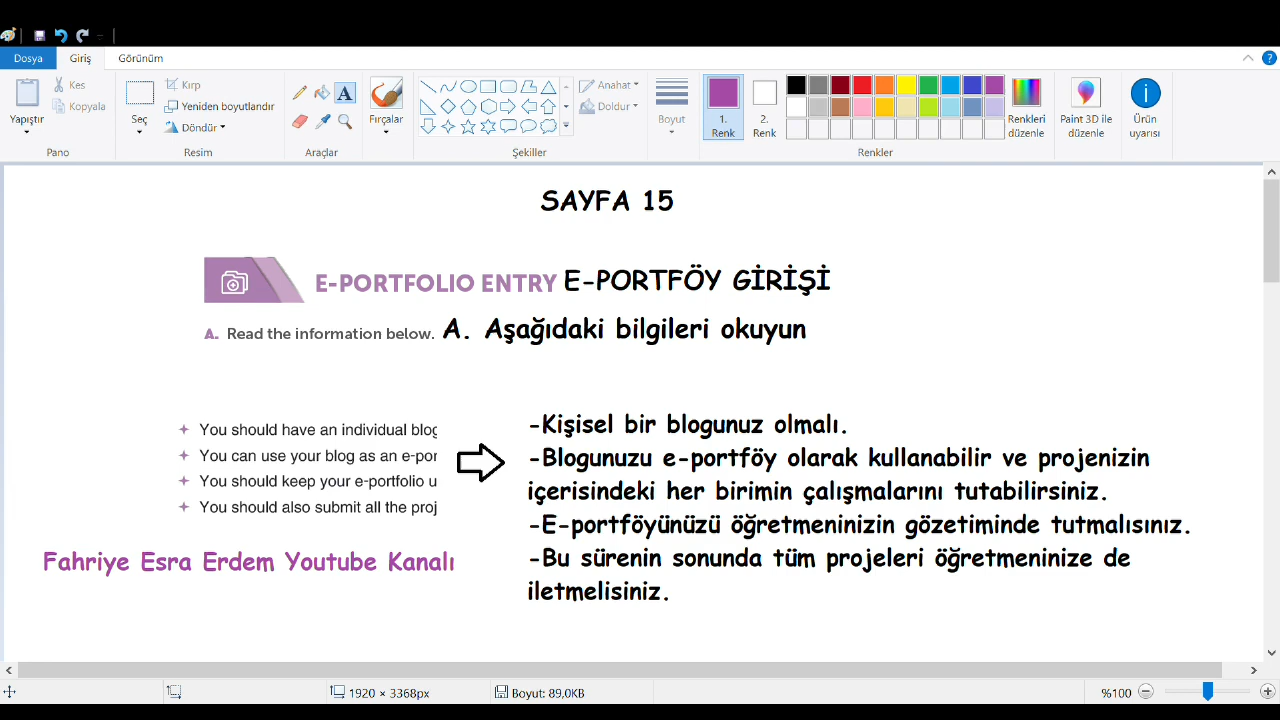 Dosya Giriş Görünüm
Yapıştır
Kes
Kopyala
Pano
Seç
Kırp
Yeniden boyutlandır
Döndür
Resim
A
Araçlar
Fırçalar
Anahat
Doldur
Şekiller
Boyut
1.
Renk
2.
Renk
Renkleri
düzenle
Renkler
Paint 3D ile
düzenle
Ürün
uyarısı
SAYFA 15
E-PORTFOLIO ENTRY E-PORTFÖY GİRİŞİ
A. Read the information below. A. Aşağıdaki bilgileri okuyun
You should have an individual blog
You can use your blog as an e-por
You should keep your e-portfolio u
You should also submit all the proj
-Kişisel bir blogunuz olmalı.
-Blogunuzu e-portföy olarak kullanabilir ve projenizin
içerisindeki her birimin çalışmalarını tutabilirsiniz.
-E-portföyünüzü öğretmeninizin gözetiminde tutmalısınız.
-Bu sürenin sonunda tüm projeleri öğretmeninize de
iletmelisiniz.
Fahriye Esra Erdem Youtube Kanalı
1920 × 3368px
Boyut: 89,0KB
%100